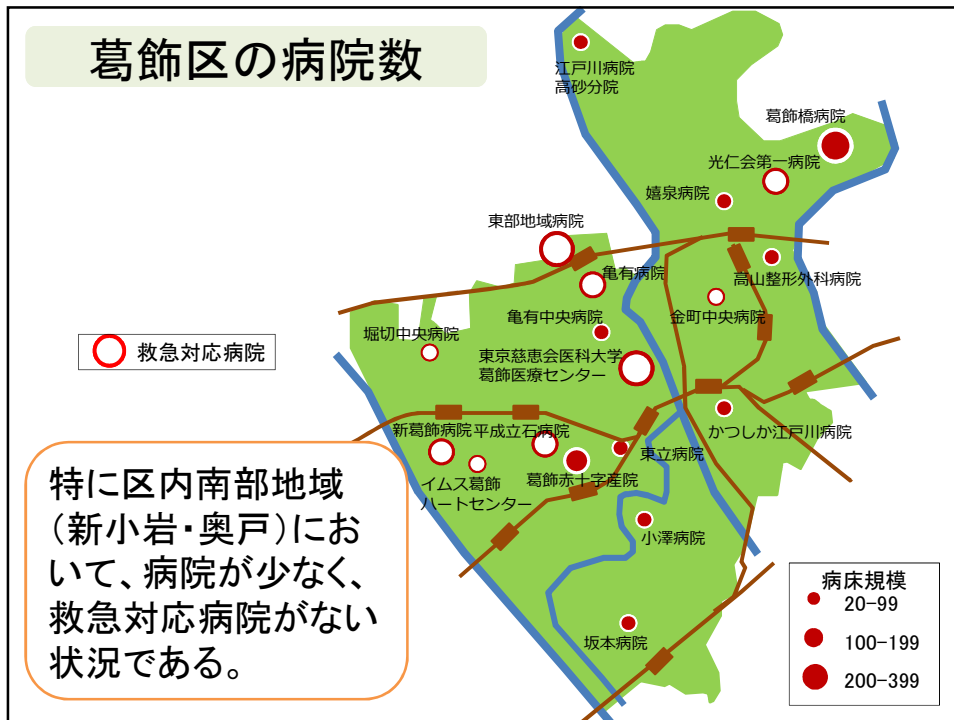 葛飾区の病院数
江戸川病院
高砂分院
葛飾橋病院
光仁会第一病院
嬉泉病院
東部地域病院
亀有病院
高山整形外科病院
金町中央病院
亀有中央病院
堀切中央病院
東京慈恵会医科大学
葛飾医療センター
救急対応病院
かつしか江戸川病院
新葛飾病院
平成立石病院
東立病院
葛飾赤十字産院
イムス葛飾
ハートセンター
小澤病院
坂本病院
特に区内南部地域
(新小岩・奥戸)にお
いて、病院が少なく、
救急対応病院がない
状況である。
病床規模
20-99
100-199
200-399